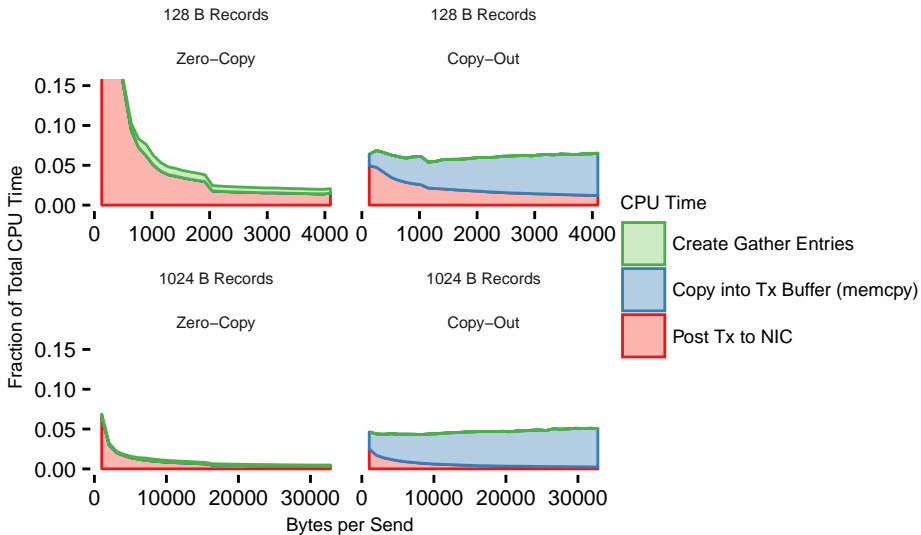 128 B Records
128 B Records
Zero−Copy
Copy−Out
0.15
0.10
0.05
0.00
0 1000 2000 3000 4000
0 1000 2000 3000 4000
1024 B Records
1024 B Records
Zero−Copy
Copy−Out
0.15
0.10
0.05
0.00
0 10000 20000 30000
0 10000 20000 30000
Bytes per Send
Fraction of Total CPU Time
CPU Time
Create Gather Entries
Copy into Tx Buffer (memcpy)
Post Tx to NIC